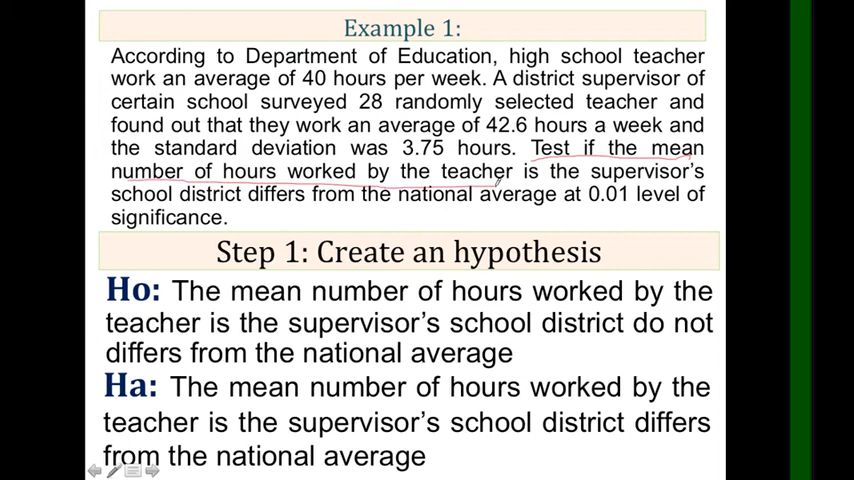 Example 1:
According to Department of Education, high school teacher
work an average of 40 hours per week. A district supervisor of
certain school surveyed 28 randomly selected teacher and
found out that they work an average of 42.6 hours a week and
the standard deviation was 3.75 hours. Test if the mean
number of hours worked by the teacher is the supervisor's
school district differs from the national average at 0.01 level of
significance.
Step 1: Create an hypothesis
Ho: The mean number of hours worked by the
teacher is the supervisor's school district do not
differs from the national average
Ha: The mean number of hours worked by the
teacher is the supervisor's school district differs
from the national average